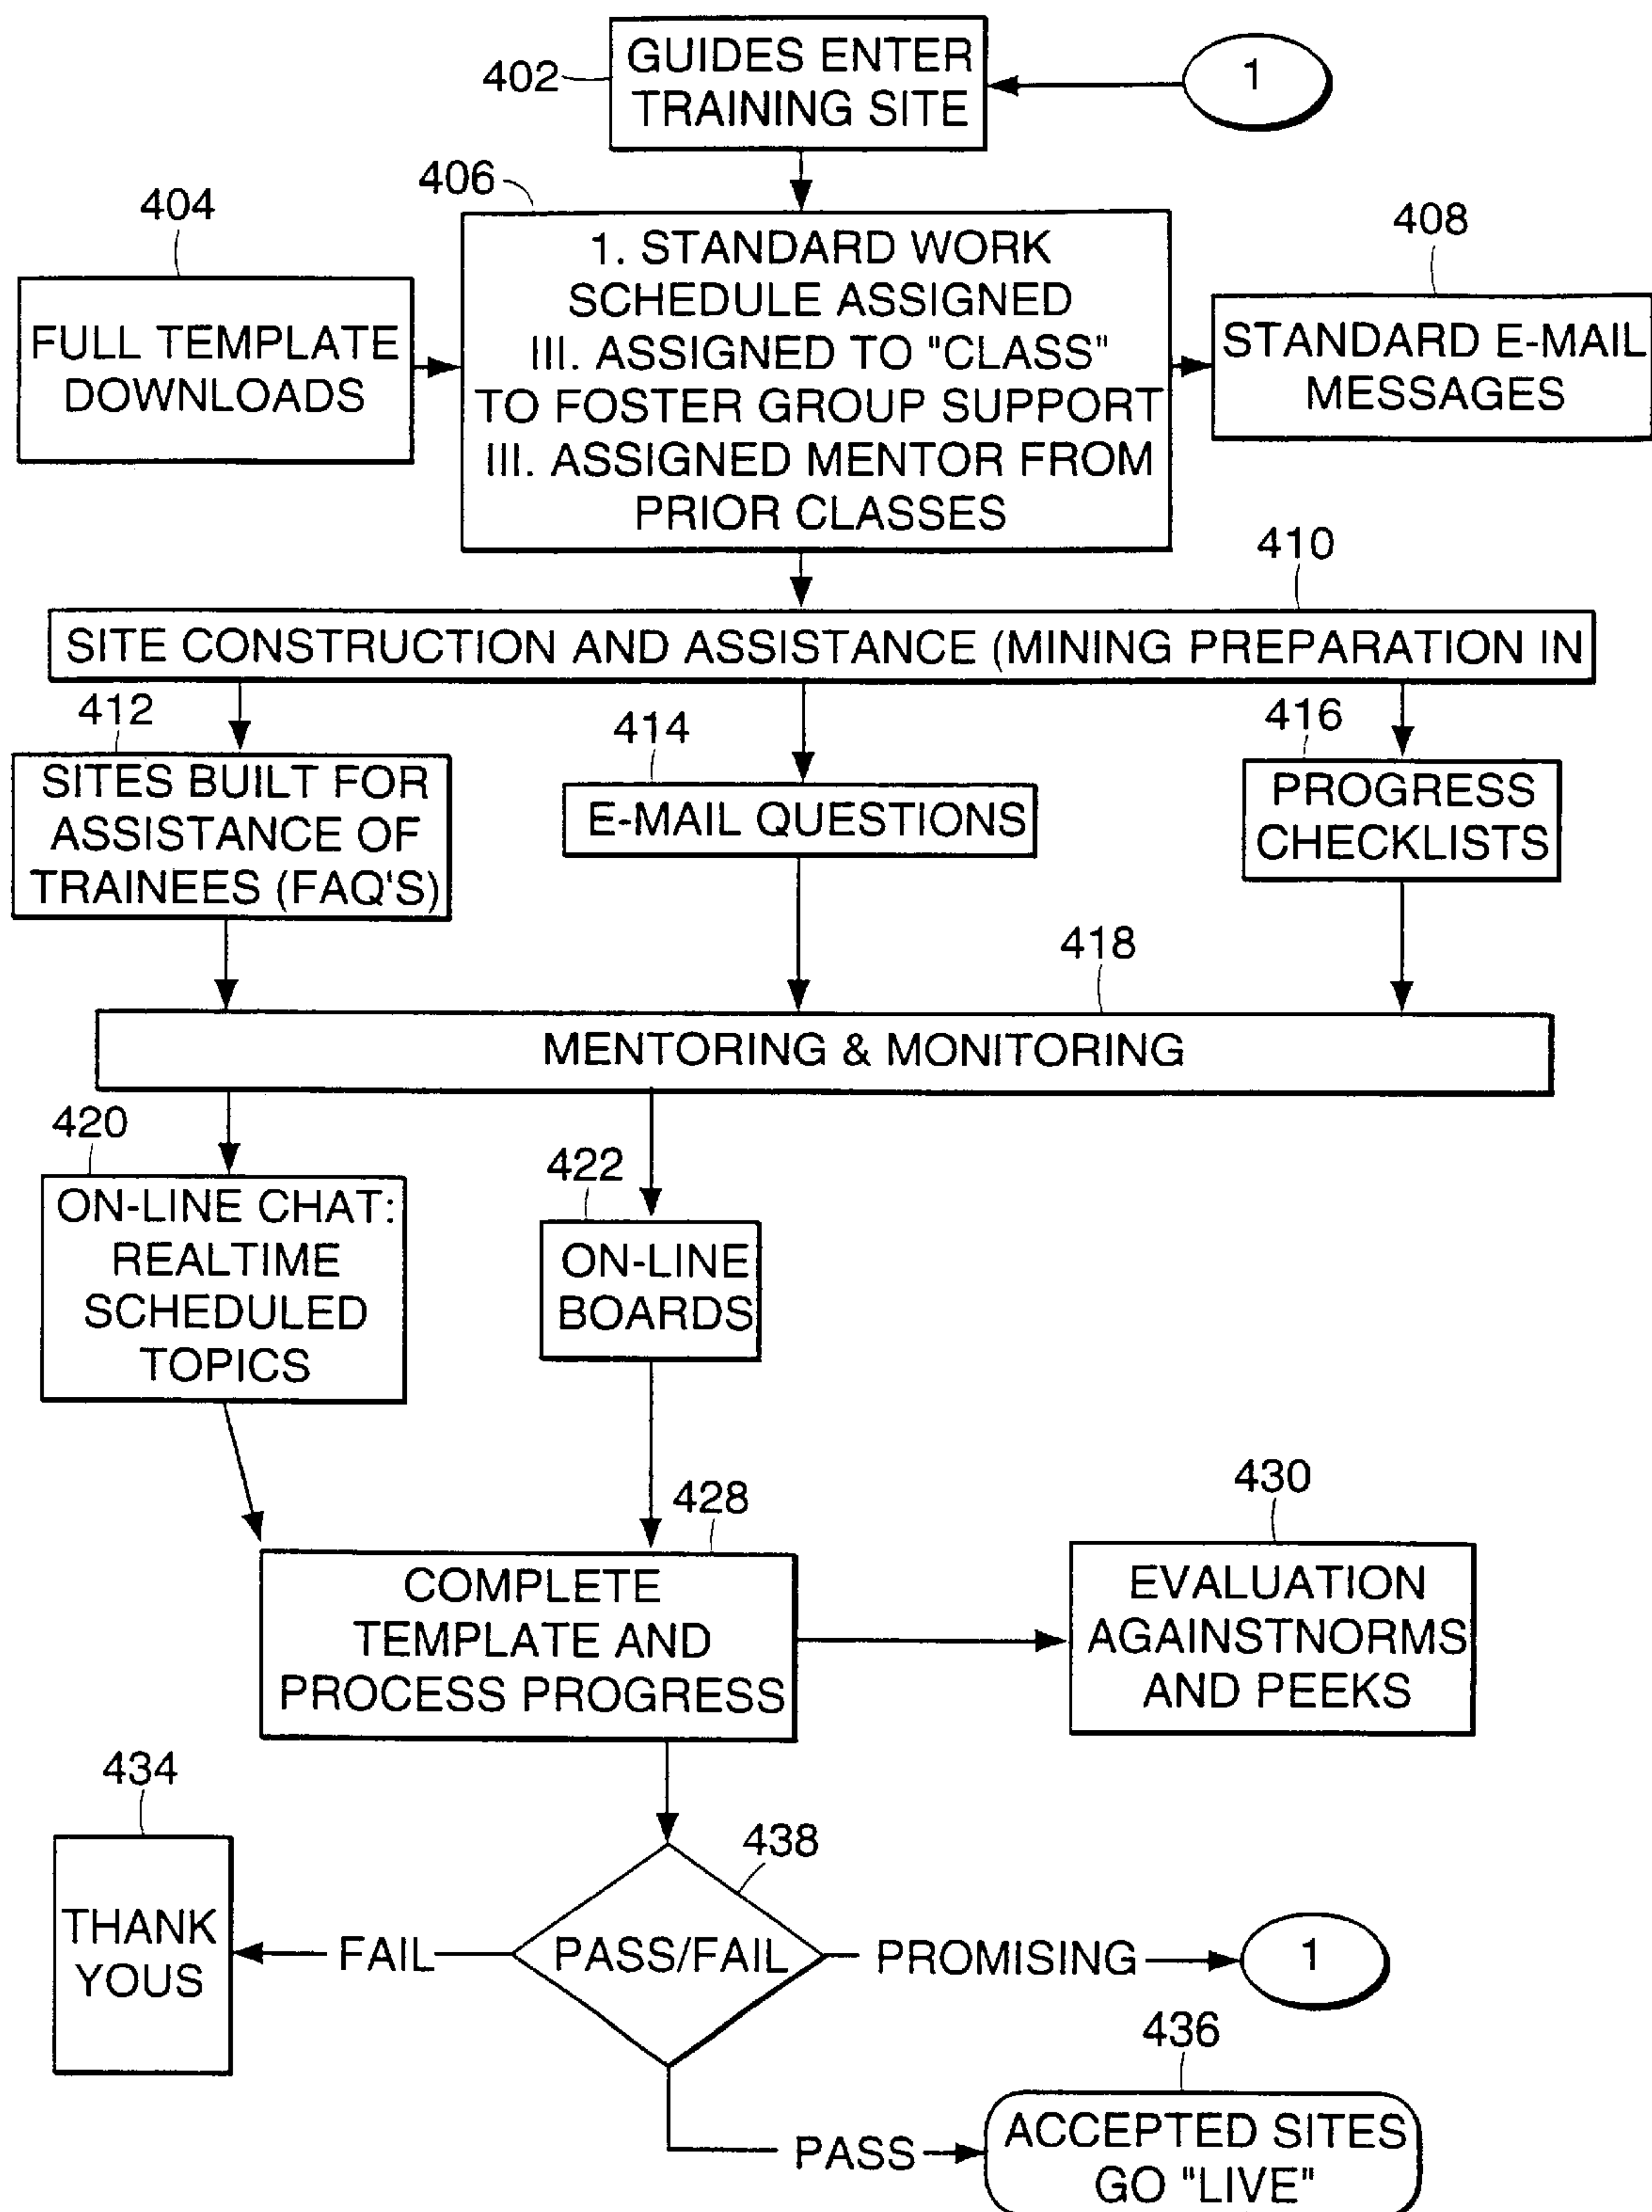 402
GUIDES ENTER
TRAINING SITE
1
404
FULL TEMPLATE
DOWNLOADS
406
1. STANDARD WORK
SCHEDULE ASSIGNED
III. ASSIGNED TO "CLASS"
TO FOSTER GROUP SUPPORT
III. ASSIGNED MENTOR FROM
PRIOR CLASSES
408
STANDARD E-MAIL
MESSAGES
410
SITE CONSTRUCTION AND ASSISTANCE (MINING PREPARATION IN
412
SITES BUILT FOR
ASSISTANCE OF
TRAINEES (FAQ'S)
414
E-MAIL QUESTIONS
416
PROGRESS
CHECKLISTS
418
MENTORING & MONITORING
420
ON-LINE CHAT:
REALTIME
SCHEDULED
TOPICS
422
ON-LINE
BOARDS
428
COMPLETE
TEMPLATE AND
PROCESS PROGRESS
430
EVALUATION
AGAINSTNORMS
AND PEEKS
434
THANK
YOUS
FAIL
438
PASS/FAIL
PROMISING
1
PASS
436
ACCEPTED SITES
GO "LIVE"